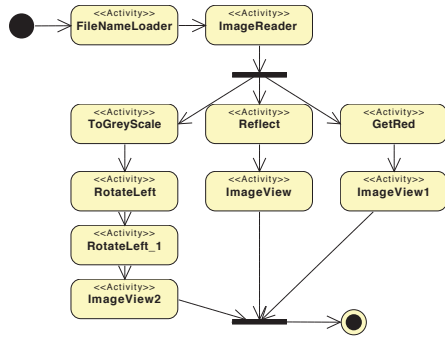 <<Activity>>
FileNameLoader
<<Activity>>
ImageReader
<<Activity>>
ToGreyScale
<<Activity>>
Reflect
<<Activity>>
GetRed
<<Activity>>
RotateLeft
<<Activity>>
ImageView
<<Activity>>
ImageView1
<<Activity>>
RotateLeft_1
<<Activity>>
ImageView2